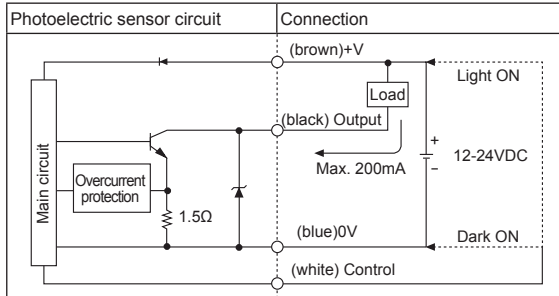 Photoelectric sensor circuit
Connection
(brown)+V
Light ON
Load
(black) Output
Max. 200mA
+
12-24VDC
−
Main circuit
Overcurrent
protection
1.5Ω
(blue)0V
Dark ON
(white) Control